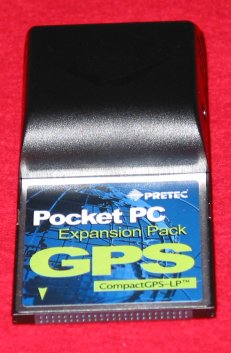 PRETEC
Pocket PC
Expansion Pack
GPS
CompactGPS-LP™